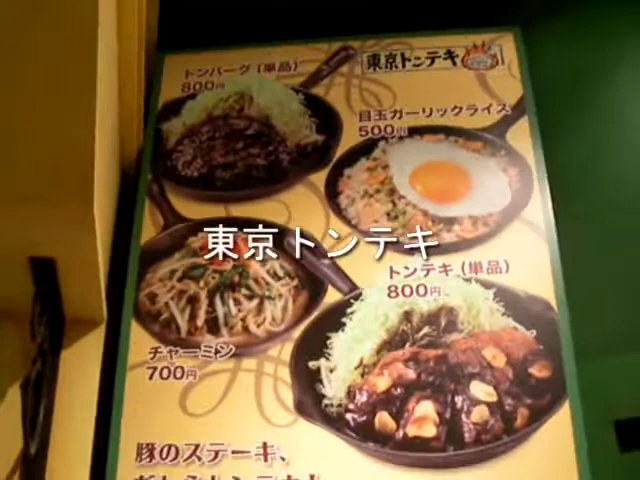 東京トンテキ
トンバーグ (単品)
800円
目玉ガーリックライス
500円
東京トンテキ
トンテキ (単品)
800円
チャーミン
700円
豚のステーキ、